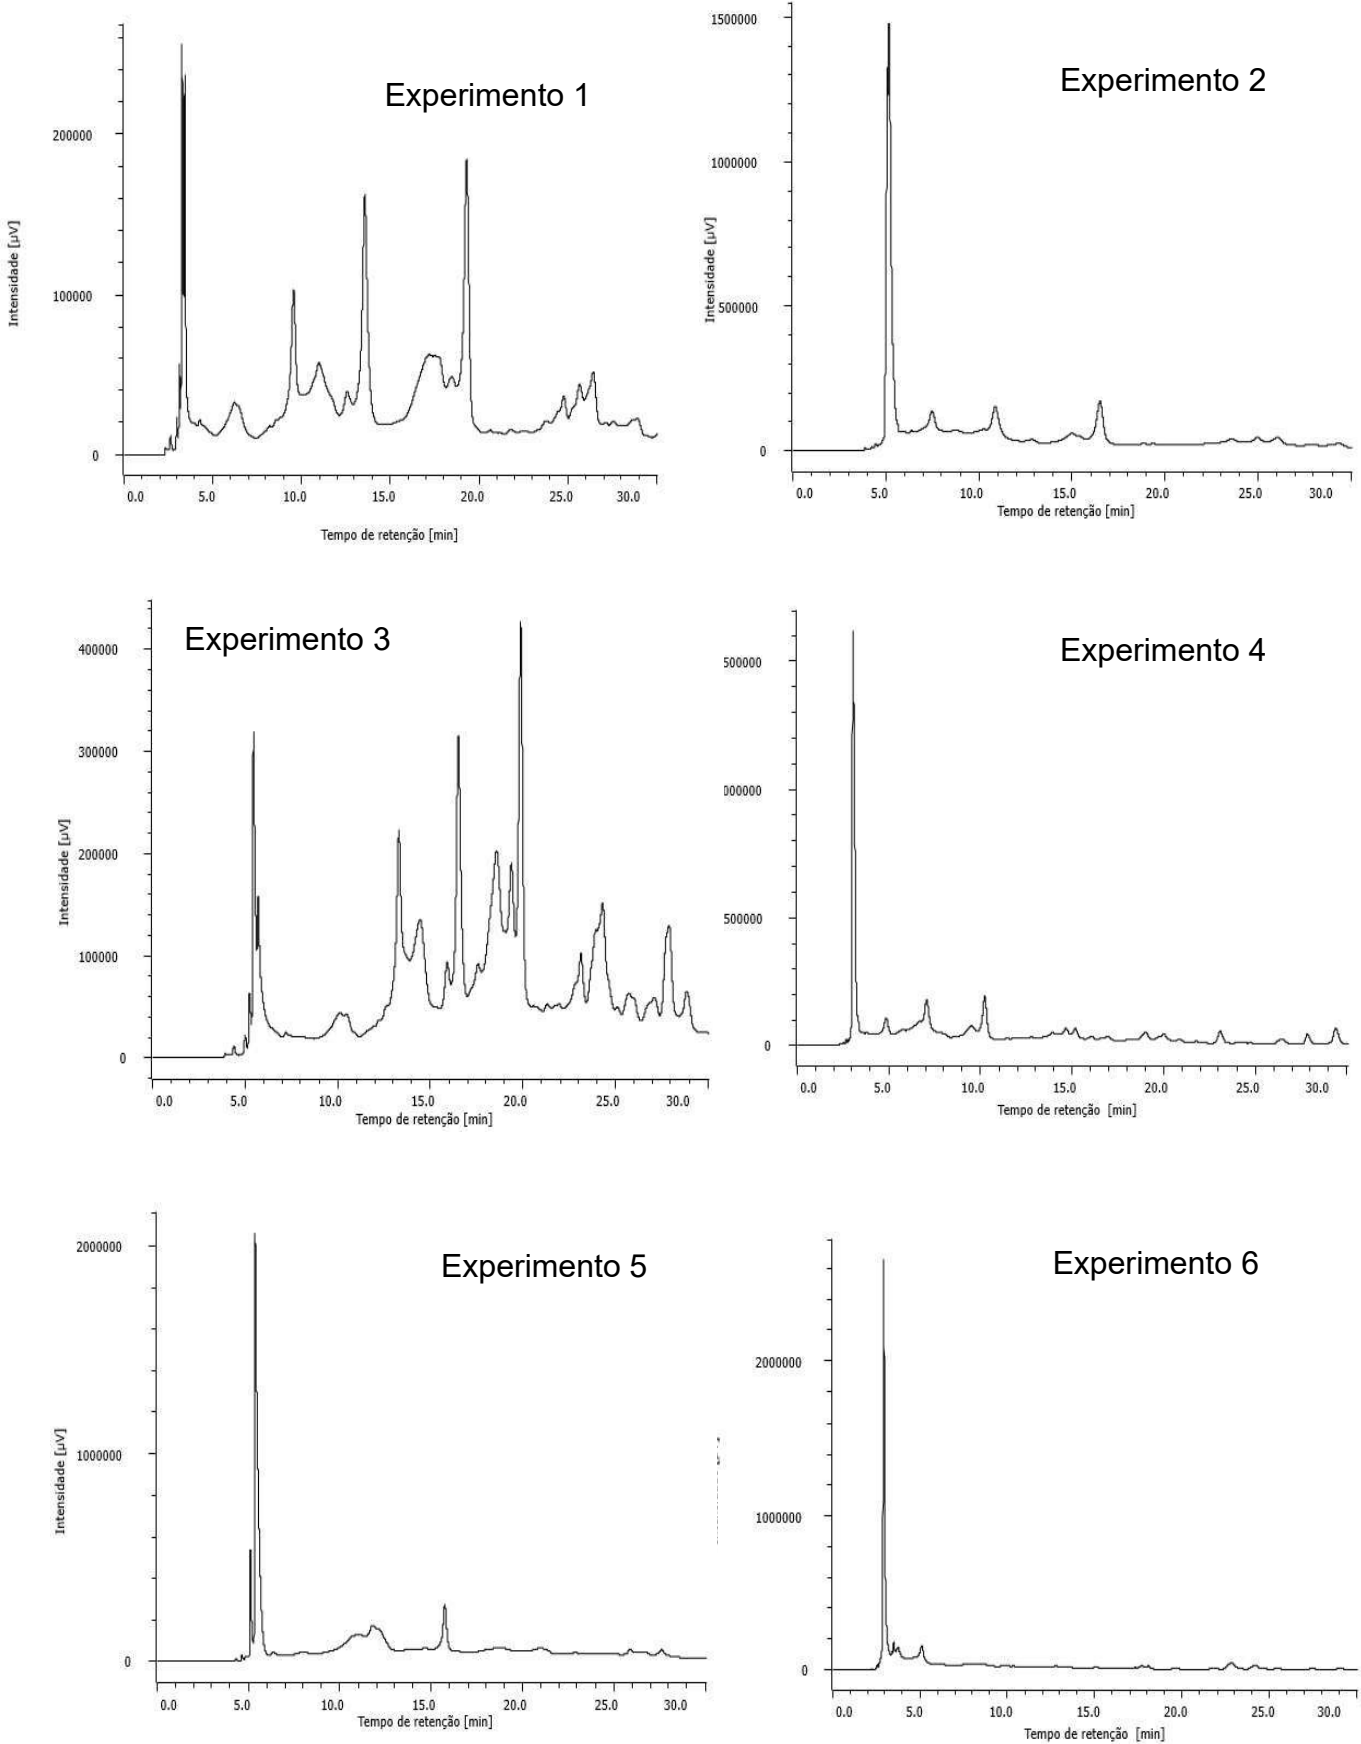 Experimento 1
Intensidade [µV]
200000
100000
0
0.0 5.0 10.0 15.0 20.0 25.0 30.0
Tempo de retenção [min]
Experimento 2
Intensidade [µV]
1500000
1000000
500000
0
0.0 5.0 10.0 15.0 20.0 25.0 30.0
Tempo de retenção [min]
Experimento 3
Intensidade [µV]
400000
300000
200000
100000
0
0.0 5.0 10.0 15.0 20.0 25.0 30.0
Tempo de retenção [min]
Experimento 4
500000
000000
500000
0
0.0 5.0 10.0 15.0 20.0 25.0 30.0
Tempo de retenção [min]
Experimento 5
Intensidade [µV]
2000000
1000000
0
0.0 5.0 10.0 15.0 20.0 25.0 30.0
Tempo de retenção [min]
Experimento 6
2000000
1000000
0
0.0 5.0 10.0 15.0 20.0 25.0 30.0
Tempo de retenção [min]